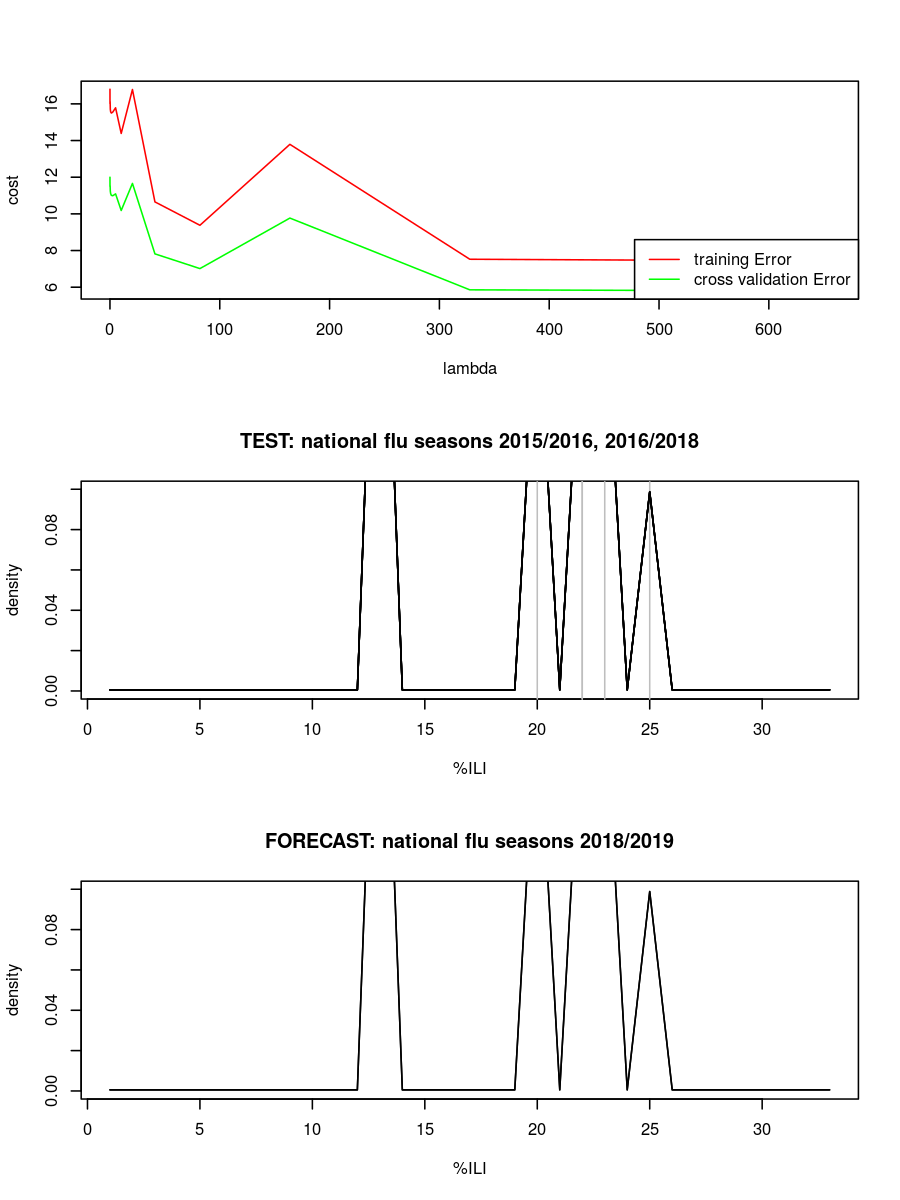 16
14
12
10
8
6
cost
training Error
cross validation Error
0 100 200 300 400 500 600
lambda
TEST: national flu seasons 2015/2016, 2016/2018
0.08
0.04
0.00
density
0 5 10 15 20 25 30
%ILI
FORECAST: national flu seasons 2018/2019
0.08
0.04
0.00
density
0 5 10 15 20 25 30
%ILI